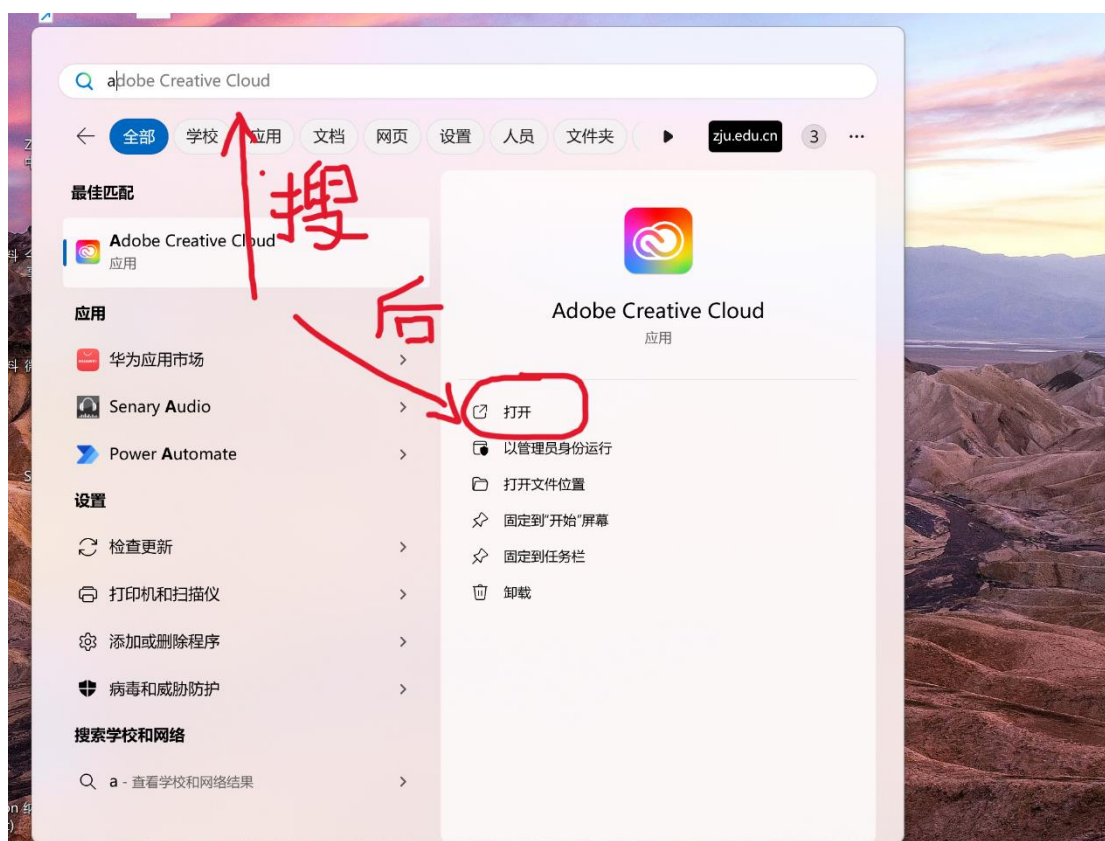 adobe Creative Cloud
全部 学校 应用 文档 网页 设置 人员 文件夹 zju.edu.cn 3 ...
最佳匹配
Adobe Creative Cloud
应用
搜
后
应用
华为应用市场
Senary Audio
Power Automate
设置
检查更新
打印机和扫描仪
添加或删除程序
病毒和威胁防护
搜索学校和网络
a - 查看学校和网络结果
Adobe Creative Cloud
应用
打开
以管理员身份运行
打开文件位置
固定到"开始"屏幕
固定到任务栏
卸载